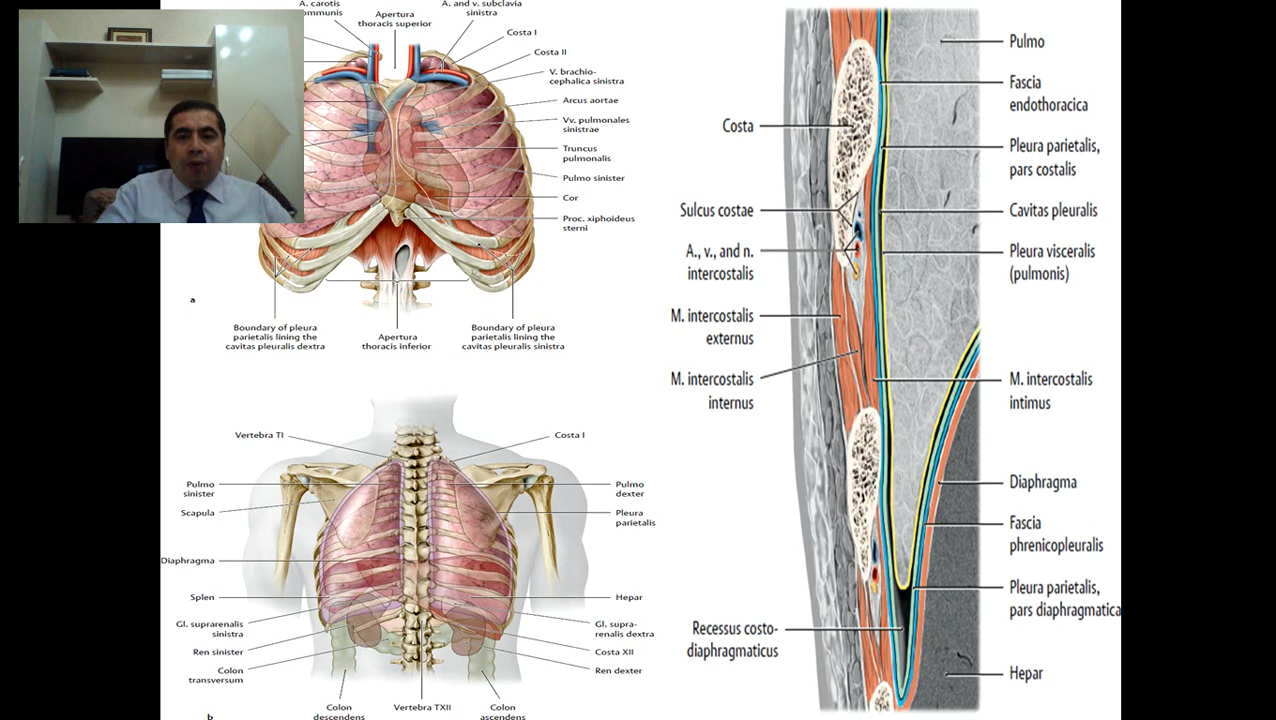 A. carotis
communis
Apertura
thoracis superior
A. and v. subclavia
sinistra
Costa I
Costa II
V. brachio-
cephalica sinistra
Arcus aortae
Vv. pulmonales
sinistrae
Truncus
pulmonalis
Pulmo sinister
Cor
Proc. xiphoideus
sterni
a
Boundary of pleura
parietalis lining the
cavitas pleuralis dextra
Apertura
thoracis inferior
Boundary of pleura
parietalis lining the
cavitas pleuralis sinistra
Vertebra TI
Costa I
Pulmo
sinister
Scapula
Diaphragma
Splen
Gl. suprarenalis
sinistra
Ren sinister
Colon
transversum
Pulmo
dexter
Pleura
parietalis
Hepar
Gl. supra-
renalis dextra
Costa XII
Ren dexter
Colon
descendens
Vertebra TXII
Colon
ascendens
b
Costa
Sulcus costae
A., v., and n.
intercostalis
M. intercostalis
externus
M. intercostalis
internus
Recessus costo-
diaphragmaticus
Pulmo
Fascia
endothoracica
Pleura parietalis,
pars costalis
Cavitas pleuralis
Pleura visceralis
(pulmonis)
M. intercostalis
intimus
Diaphragma
Fascia
phrenicopleuralis
Pleura parietalis,
pars diaphragmatica
Hepar